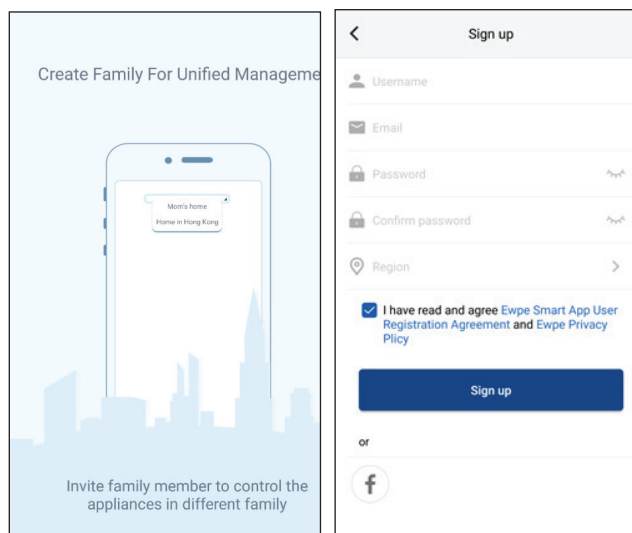 Create Family For Unified Manageme
Mom's home
Home in Hong Kong
Invite family member to control the
appliances in different family
Sign up
Username
Email
Password
Confirm password
Region
I have read and agree Ewpe Smart App User
Registration Agreement and Ewpe Privacy
Plicy
Sign up
or
f